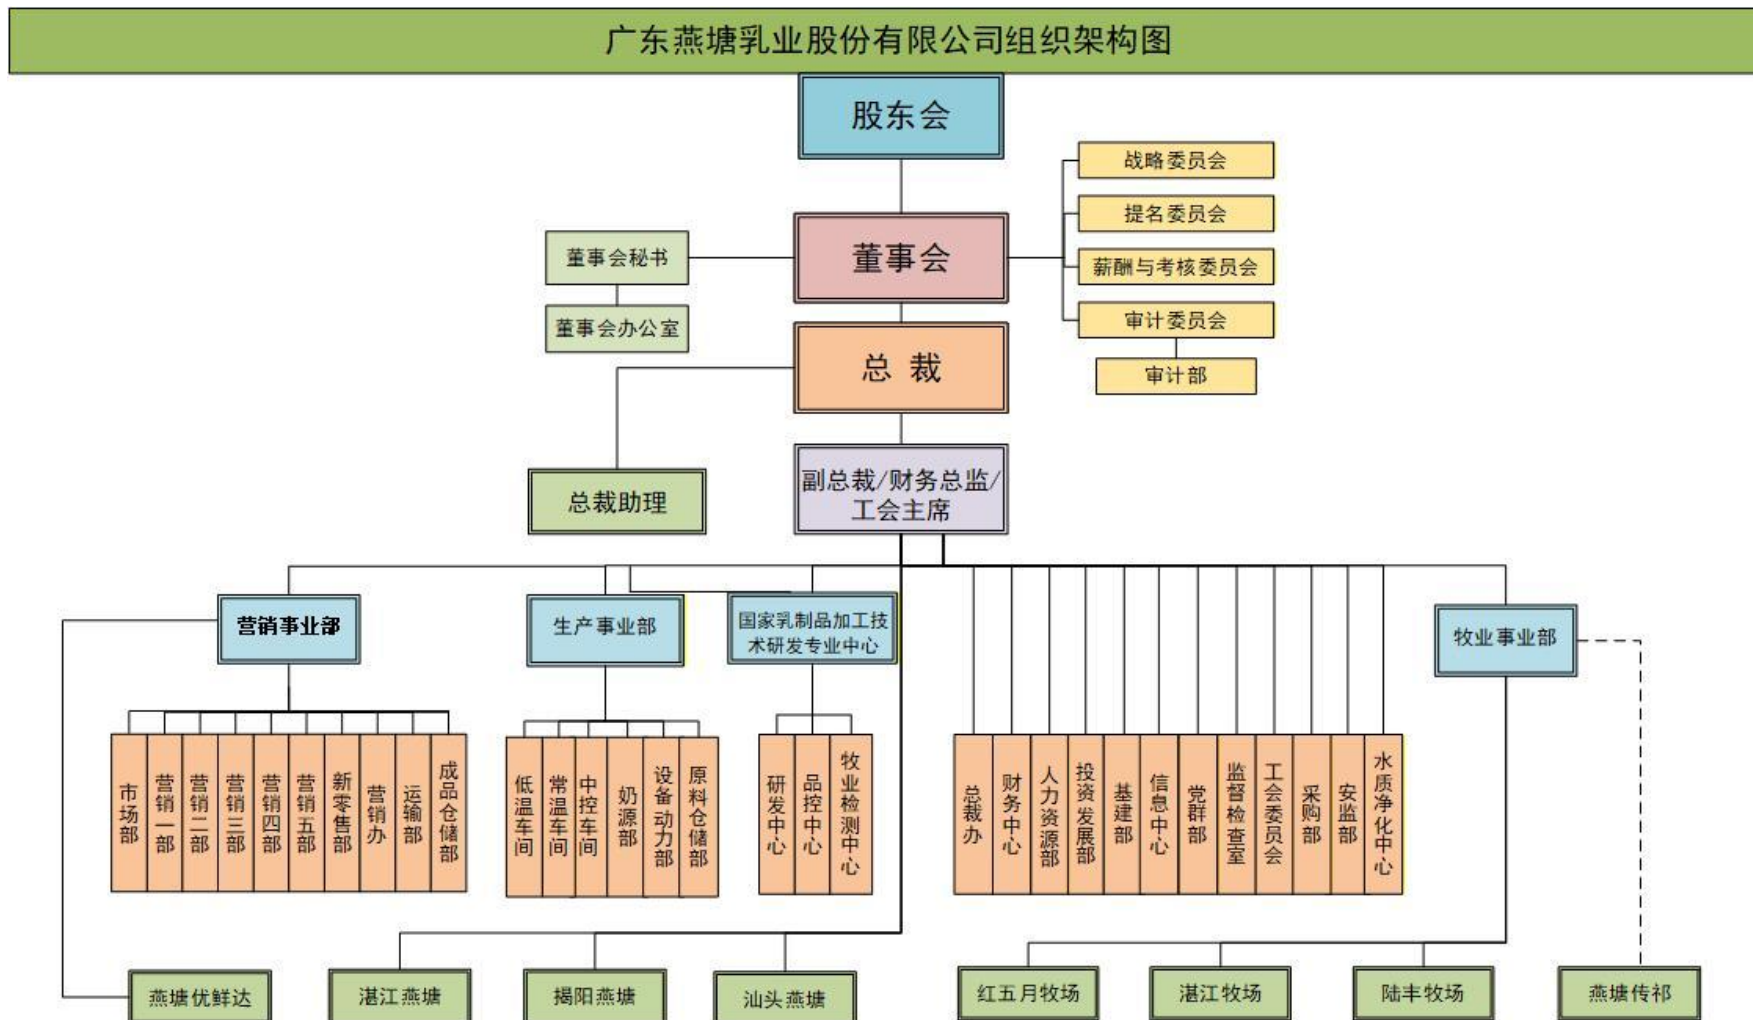 广东燕塘乳业股份有限公司组织架构图
股东会
战略委员会
提名委员会
董事会秘书
董事会
薪酬与考核委员会
董事会办公室
审计委员会
总 裁
审计部
总裁助理
副总裁/财务总监/
工会主席
营销事业部
生产事业部
国家乳制品加工技
术研发专业中心
牧业事业部
市场部
营销一部
营销二部
营销三部
营销四部
营销五部
新零售部
营销办
运输部
成品仓储部
低温车间
常温车间
中控车间
奶源部
设备动力部
原料仓储部
研发中心
品控中心
牧业检测中心
总裁办
财务中心
人力资源部
投资发展部
基建部
信息中心
党群部
监督检查室
工会委员会
采购部
安监部
水质净化中心
燕塘优鲜达
湛江燕塘
揭阳燕塘
汕头燕塘
红五月牧场
湛江牧场
陆丰牧场
燕塘传祁